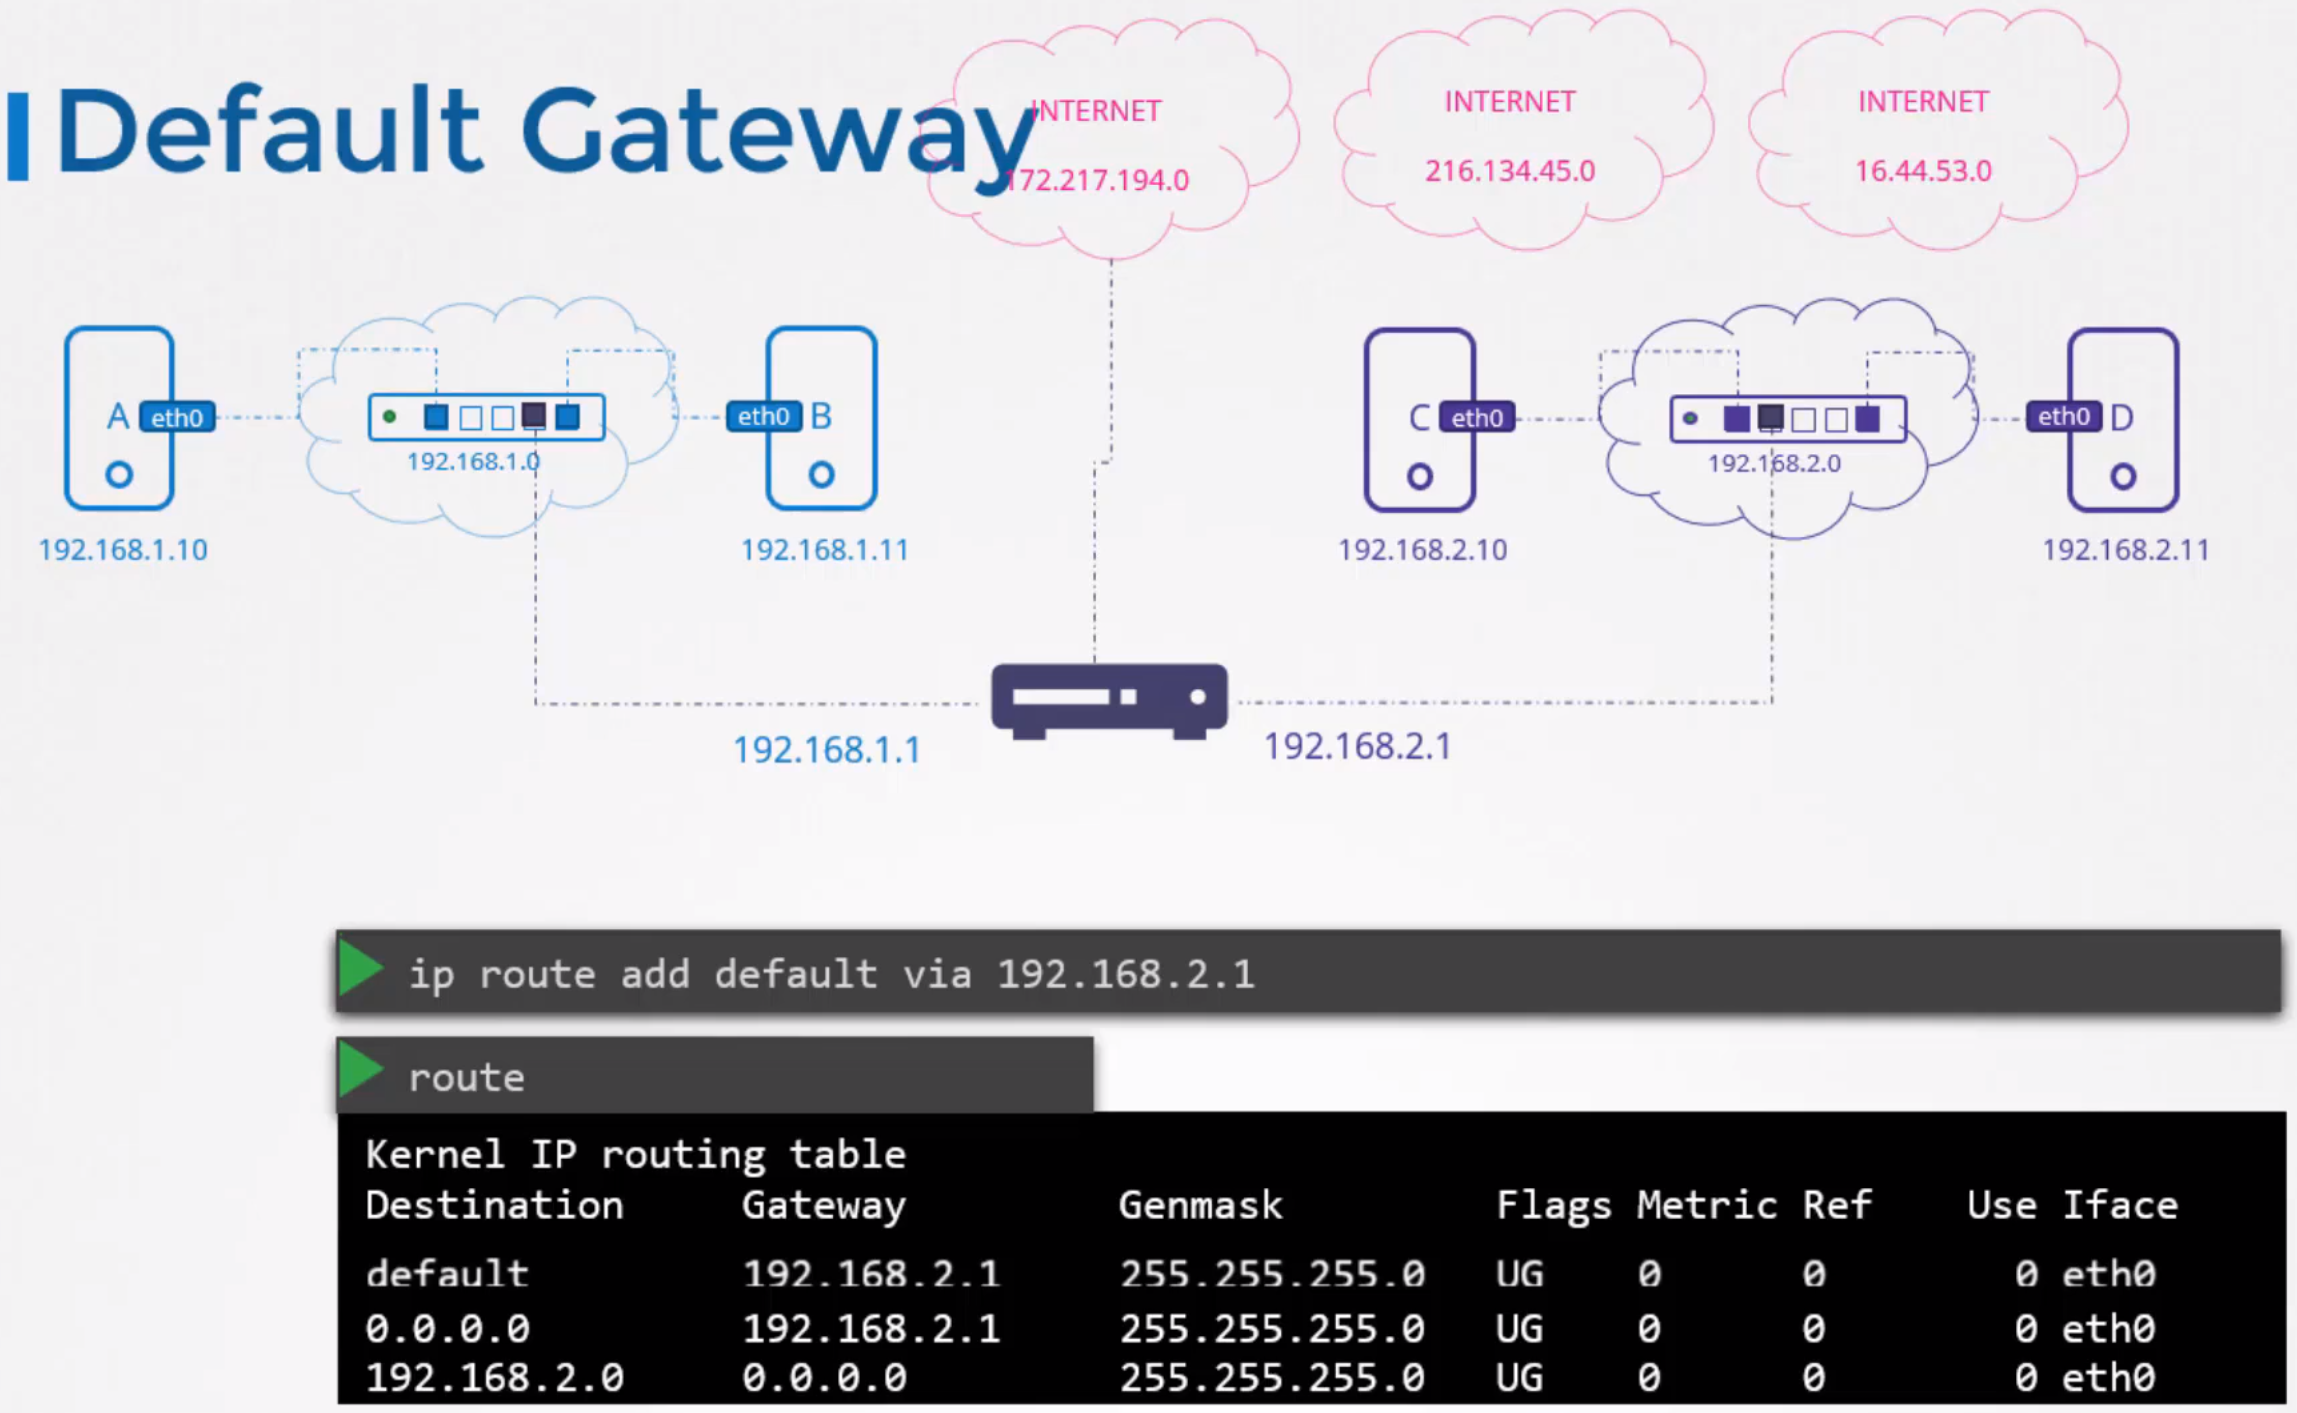 Default Gateway
INTERNET
172.217.194.0
INTERNET
216.134.45.0
INTERNET
16.44.53.0
A eth0
192.168.1.0
eth0 B
C eth0
192.168.2.0
eth0 D
192.168.1.10
192.168.1.11
192.168.2.10
192.168.2.11
192.168.1.1
192.168.2.1
ip route add default via 192.168.2.1
route
Kernel IP routing table
Destination Gateway Genmask Flags Metric Ref Use Iface
default 192.168.2.1 255.255.255.0 UG 0 0 0 eth0
0.0.0.0 192.168.2.1 255.255.255.0 UG 0 0 0 eth0
192.168.2.0 0.0.0.0 255.255.255.0 UG 0 0 0 eth0